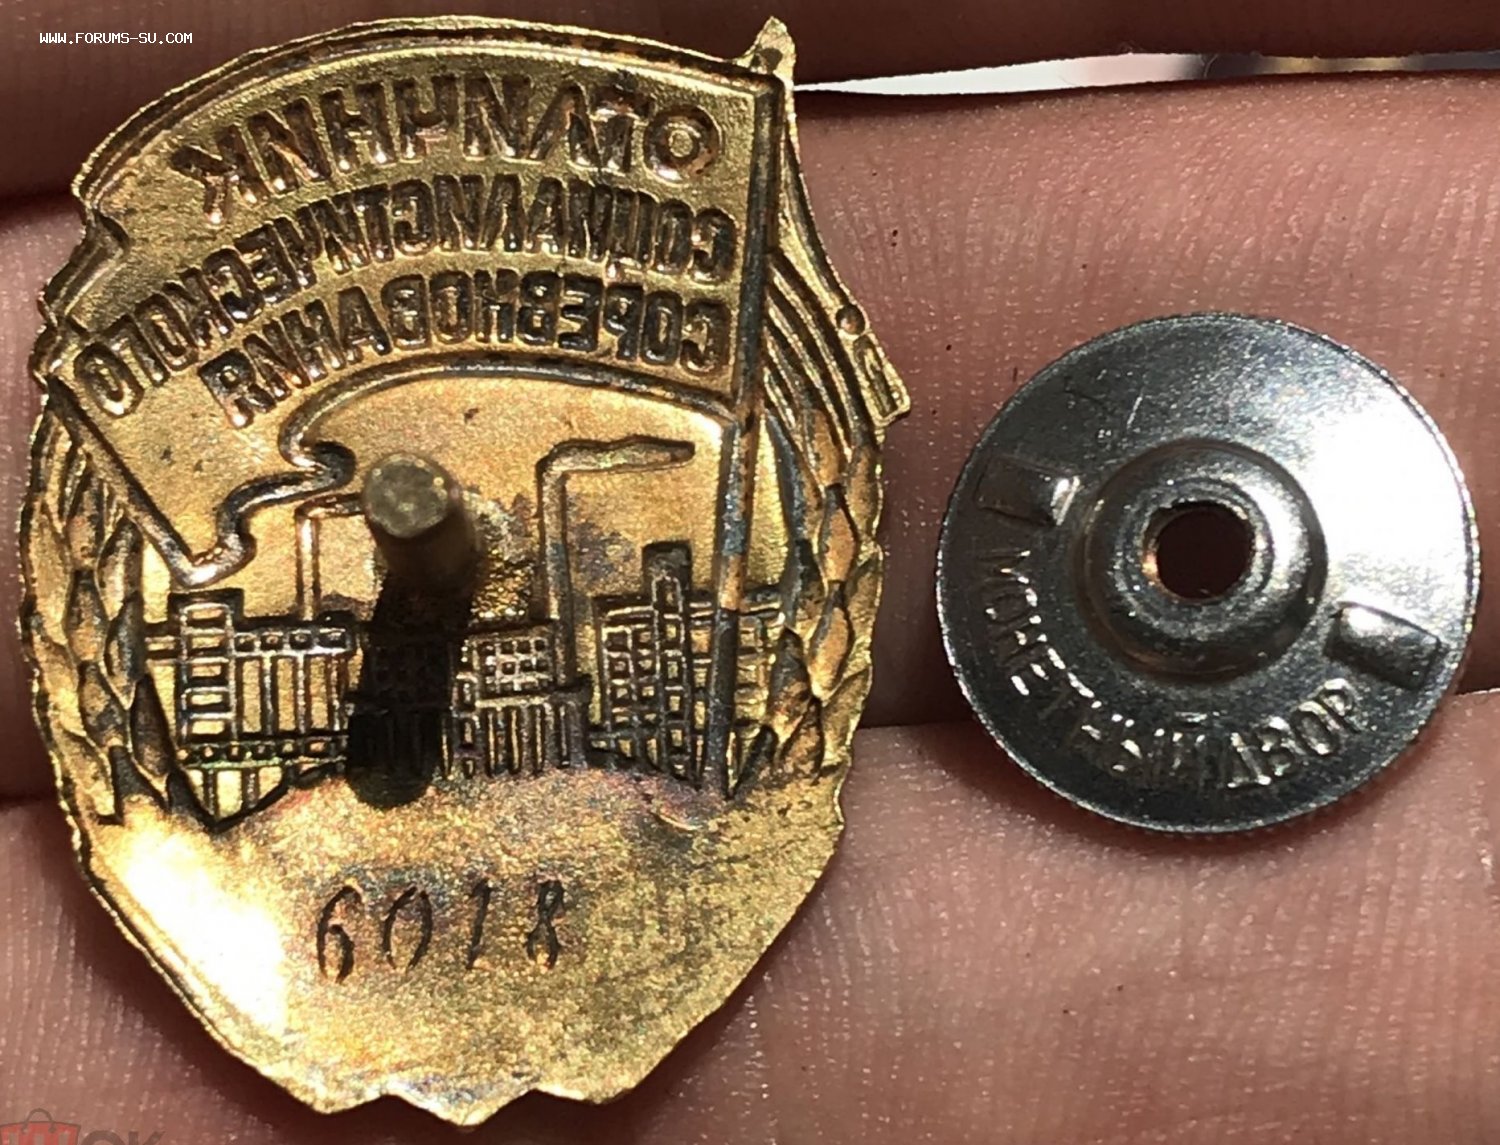 WWW.FORUMS-SU.COM
ОТЛИЧНИК
СОЦИАЛИСТИЧЕСКОГО
СОРЕВНОВАНИЯ
6018
МОНЕТНЫЙ ДВОР